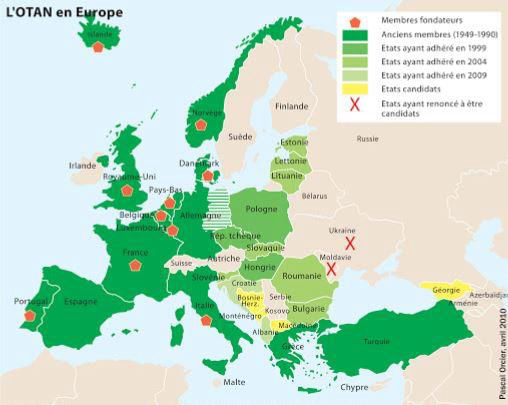 L'OTAN en Europe
Membres fondateurs
Anciens membres (1949-1990)
Etats ayant adhéré en 1999
Etats ayant adhéré en 2004
Etats ayant adhéré en 2009
Etats candidats
Etats ayant renoncé à être
candidats
Islande
Norvège
Finlande
Suède
Russie
Estonie
Lettonie
Lituanie
Irlande
Royaume-Uni
Danemark
Pays-Bas
Belgique
Luxembourg
Allemagne
Pologne
Bélarus
Ukraine
Rép. tchèque
Slovaquie
Moldavie
France
Suisse
Autriche
Hongrie
Roumanie
Slovénie
Croatie
Bosnie-
Herz.
Serbie
Portugal
Espagne
Italie
Monténégro
Kosovo
Bulgarie
Albanie
Macédoine
Géorgie
Arménie
Azerbaïdjan
Grèce
Turquie
Malte
Chypre
Pascal Orcier, avril 2010